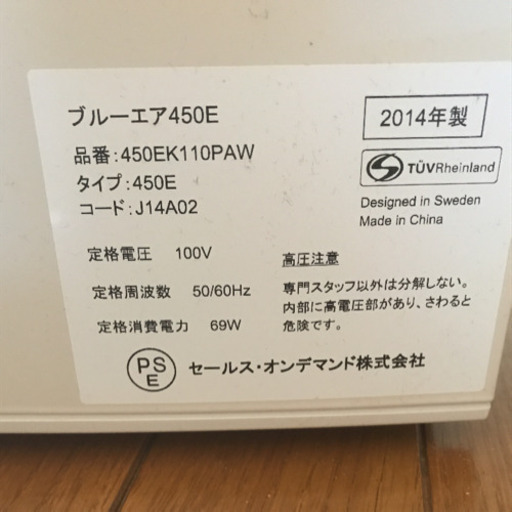 ブルーエア450E
2014年製
品番:450EK110PAW
タイプ:450E
コード:J14A02
TÜVRheinland
Designed in Sweden
Made in China
定格電圧 100V
定格周波数 50/60Hz
定格消費電力 69W
高圧注意
専門スタッフ以外は分解しない。
内部に高電圧部があり、さわると
危険です。
PS
E
セールス・オンデマンド株式会社